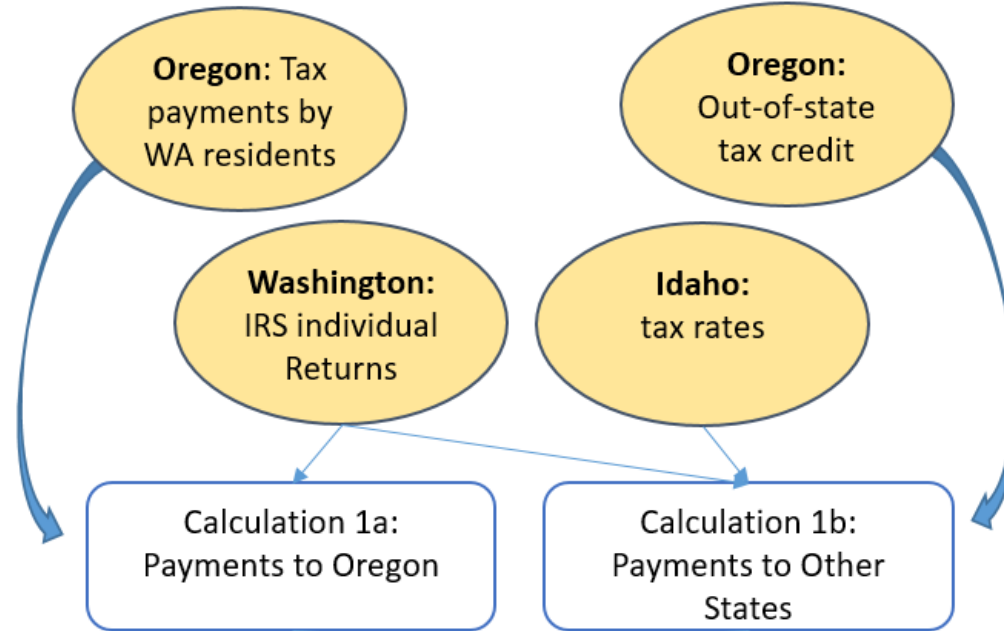 Oregon: Tax
payments by
WA residents
Oregon:
Out-of-state
tax credit
Washington:
IRS individual
Returns
Idaho:
tax rates
Calculation 1a:
Payments to Oregon
Calculation 1b:
Payments to Other
States